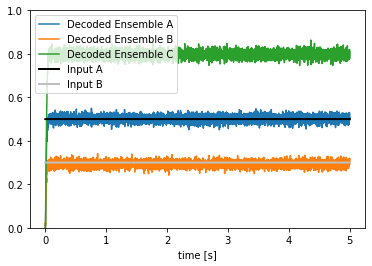 1.0
0.8
0.6
0.4
0.2
0.0
Decoded Ensemble A
Decoded Ensemble B
Decoded Ensemble C
Input A
Input B
0 1 2 3 4 5
time [s]